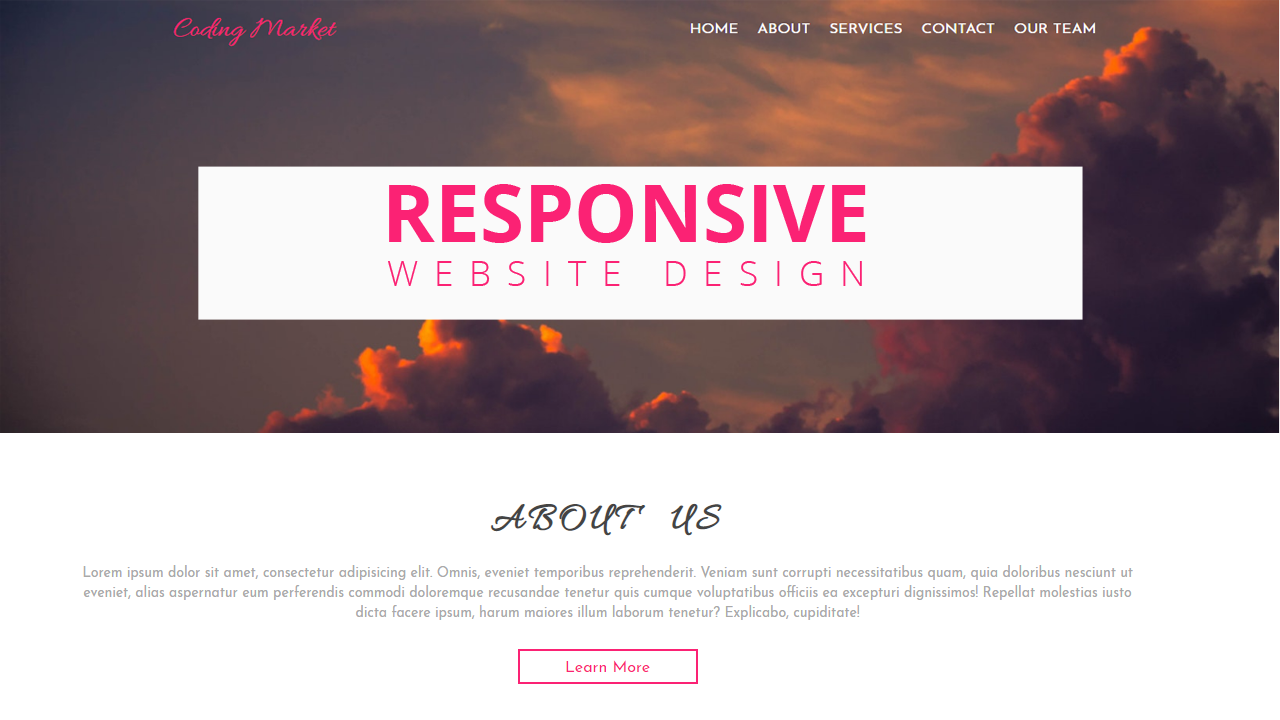 Coding Market
HOME ABOUT SERVICES CONTACT OUR TEAM
RESPONSIVE
WEBSITE DESIGN
ABOUT US
Lorem ipsum dolor sit amet, consectetur adipisicing elit. Omnis, eveniet temporibus reprehenderit. Veniam sunt corrupti necessitatibus quam, quia doloribus nesciunt ut
eveniet, alias aspernatur eum perferendis commodi doloremque recusandae tenetur quis cumque voluptatibus officiis ea excepturi dignissimos! Repellat molestias iusto
dicta facere ipsum, harum maiores illum laborum tenetur? Explicabo, cupiditate!
Learn More